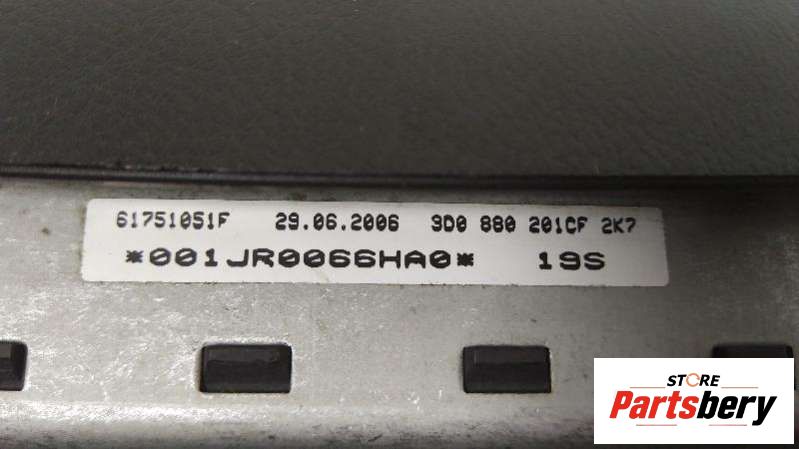 61751051F 29.06.2006 3D0 880 201CF 2K7
*001JR0066HA0* 19S
STORE
Partsbery